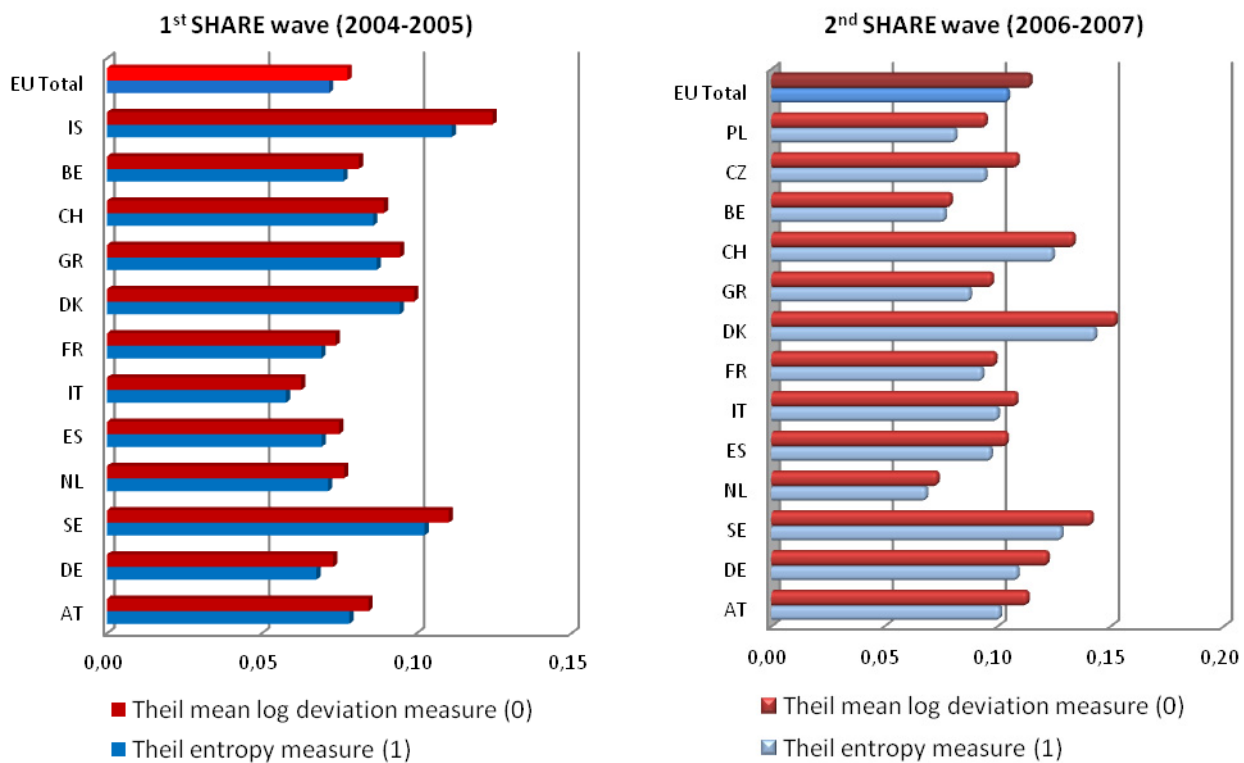 1st SHARE wave (2004-2005)
EU Total
IS
BE
CH
GR
DK
FR
IT
ES
NL
SE
DE
AT
0,00 0,05 0,10 0,15
Theil mean log deviation measure (0)
Theil entropy measure (1)
2nd SHARE wave (2006-2007)
EU Total
PL
CZ
BE
CH
GR
DK
FR
IT
ES
NL
SE
DE
AT
0,00 0,05 0,10 0,15 0,20
Theil mean log deviation measure (0)
Theil entropy measure (1)